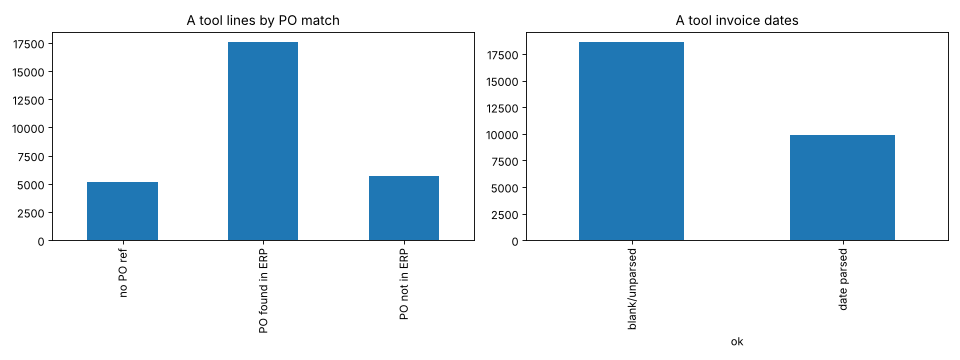 A tool lines by PO match
17500
15000
12500
10000
7500
5000
2500
0
no PO ref
PO found in ERP
PO not in ERP
A tool invoice dates
17500
15000
12500
10000
7500
5000
2500
0
blank/unparsed
date parsed
ok